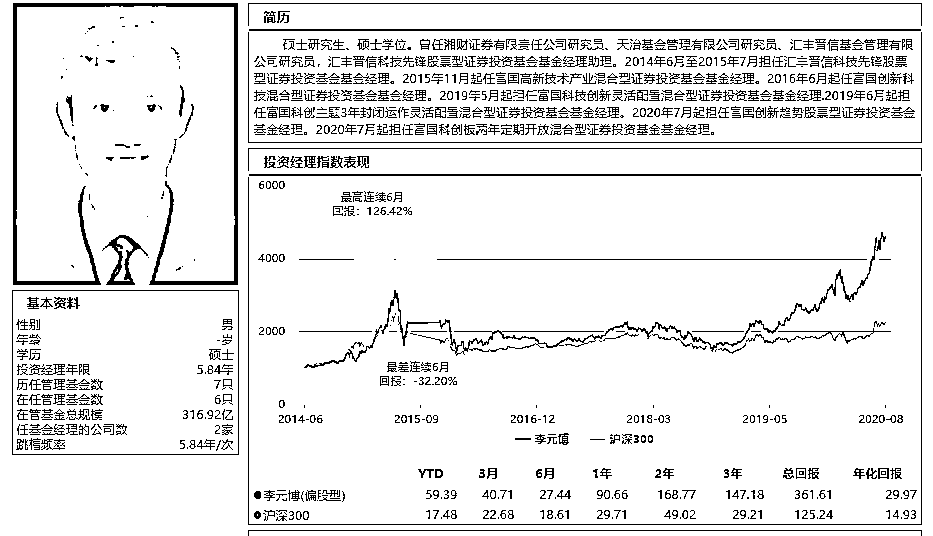 简历
硕士研究生、硕士学位。曾任湘财证券有限责任公司研究员、天治基金管理有限公司研究员、汇丰晋信基金管理有限
公司研究员，汇丰晋信科技先锋股票型证券投资基金基金经理助理。2014年6月至2015年7月担任汇丰晋信科技先锋股票
型证券投资基金基金经理。2015年11月起任富国高新技术产业混合型证券投资基金基金经理。2016年6月起任富国创新科
技混合型证券投资基金基金经理。2019年5月起担任富国科技创新灵活配置混合型证券投资基金基金经理.2019年6月起担
任富国科创主题3年封闭运作灵活配置混合型证券投资基金基金经理。2020年7月起担任富国创新趋势股票型证券投资基金
基金经理。2020年7月起担任富国科创板两年定期开放混合型证券投资基金基金经理。
投资经理指数表现
6000
最高连续6月
回报：126.42%
4000
2000
最差连续6月
回报：-32.20%
0
2014-06 2015-09 2016-12 2018-03 2019-05 2020-08
李元博 沪深300
YTD 3月 6月 1年 2年 3年 总回报 年化回报
李元博(偏股型) 59.39 40.71 27.44 90.66 168.77 147.18 361.61 29.97
沪深300 17.48 22.68 18.61 29.71 49.02 29.21 125.24 14.93
基本资料
性别 男
年龄 -岁
学历 硕士
投资经理年限 5.84年
历任管理基金数 7只
在任管理基金数 6只
在管基金总规模 316.92亿
任基金经理的公司数 2家
跳槽频率 5.84年/次